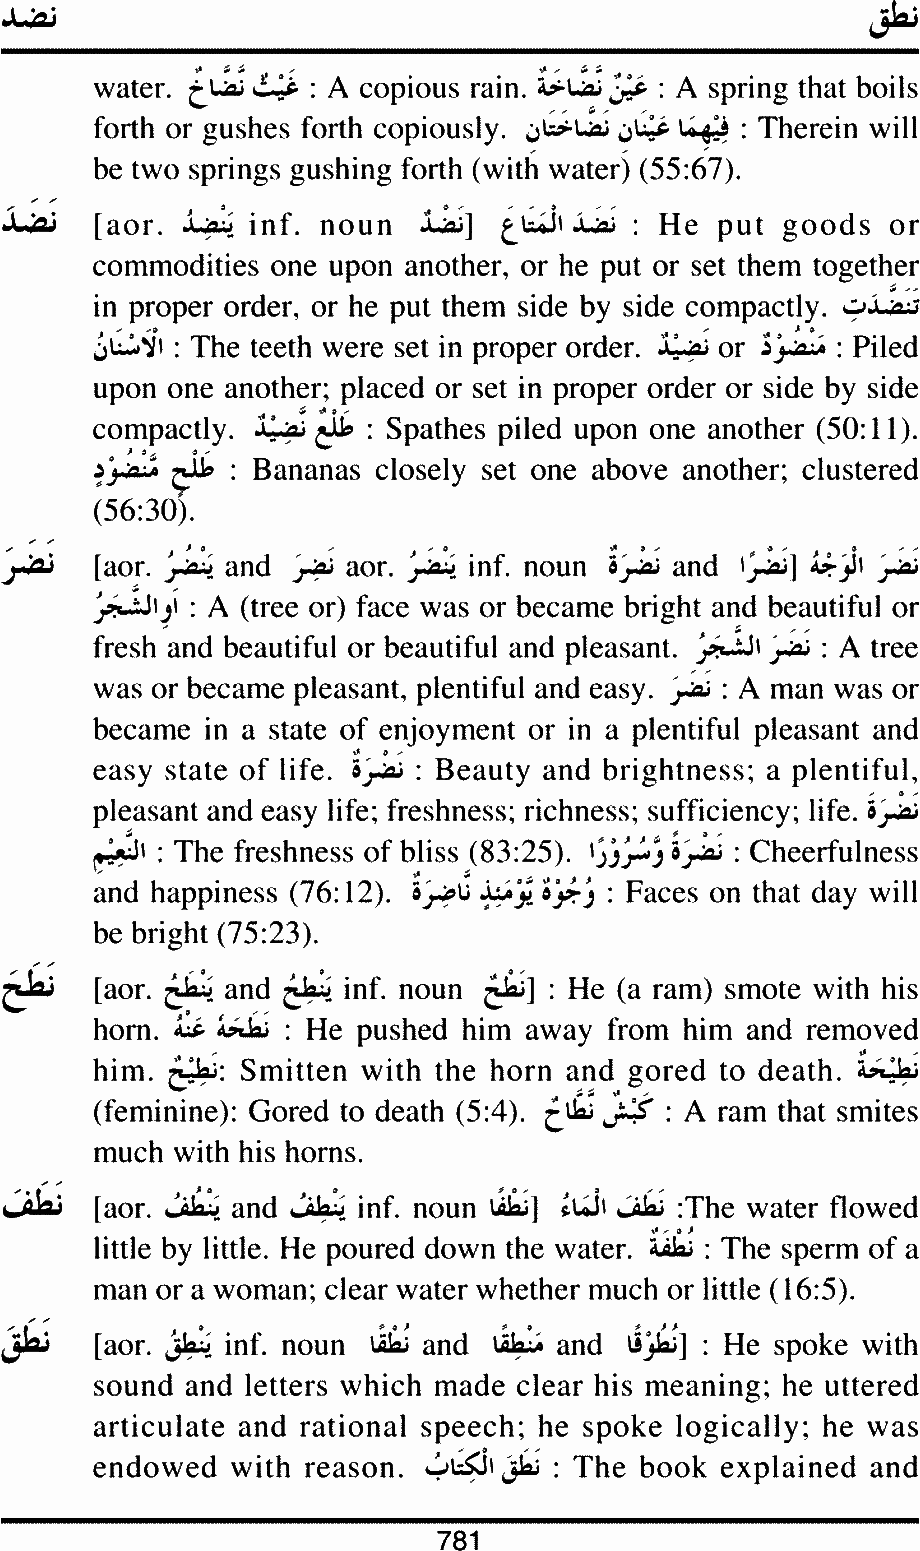 نضد نطق
water. غَيْثٌ نَّضَّاخٌ : A copious rain. عَيْنٌ نَّضَّاخَةٌ : A spring that boils
forth or gushes forth copiously. فِيْهِمَا عَيْنَانِ نَضَّاخَتَانِ : Therein will
be two springs gushing forth (with water) (55:67).
نَضَدَ [aor. يَنْضِدُ inf. noun نَضْدٌ] نَضَدَ الْمَتَاعَ : He put goods or
commodities one upon another, or he put or set them together
in proper order, or he put them side by side compactly. تَنَضَّدَتِ
الْاَسْنَانُ : The teeth were set in proper order. نَضِيْدٌ or مَنْضُوْدٌ : Piled
upon one another; placed or set in proper order or side by side
compactly. طَلْعٌ نَّضِيْدٌ : Spathes piled upon one another (50:11).
طَلْحٍ مَّنْضُوْدٍ : Bananas closely set one above another; clustered
(56:30).
نَضَرَ [aor. يَنْضُرُ and نَضِرَ aor. يَنْضَرُ inf. noun نَضْرَةٌ and نَضْرًا] نَضَرَ الْوَجْهُ
اَوِ الشَّجَرُ : A (tree or) face was or became bright and beautiful or
fresh and beautiful or beautiful and pleasant. نَضَرَ الشَّجَرُ : A tree
was or became pleasant, plentiful and easy. نَضَرَ : A man was or
became in a state of enjoyment or in a plentiful pleasant and
easy state of life. نَضْرَةٌ : Beauty and brightness; a plentiful,
pleasant and easy life; freshness; richness; sufficiency; life. نَضْرَةَ
النَّعِيْمِ : The freshness of bliss (83:25). نَضْرَةً وَّسُرُوْرًا : Cheerfulness
and happiness (76:12). وُجُوْهٌ يَّوْمَئِذٍ نَّاضِرَةٌ : Faces on that day will
be bright (75:23).
نَطَحَ [aor. يَنْطَحُ and يَنْطِحُ inf. noun نَطْحٌ] : He (a ram) smote with his
horn. نَطَحَهُ عَنْهُ : He pushed him away from him and removed
him. نَطِيْحٌ: Smitten with the horn and gored to death. نَطِيْحَةٌ
(feminine): Gored to death (5:4). كَبْشٌ نَّطَّاحٌ : A ram that smites
much with his horns.
نَطَفَ [aor. يَنْطُفُ and يَنْطِفُ inf. noun نَطْفًا] نَطَفَ الْمَاءُ :The water flowed
little by little. He poured down the water. نُطْفَةٌ : The sperm of a
man or a woman; clear water whether much or little (16:5).
نَطَقَ [aor. يَنْطِقُ inf. noun نُطْقًا and مَنْطِقًا and نُطُوْقًا] : He spoke with
sound and letters which made clear his meaning; he uttered
articulate and rational speech; he spoke logically; he was
endowed with reason. نَطَقَ الْكِتَابُ : The book explained and
781